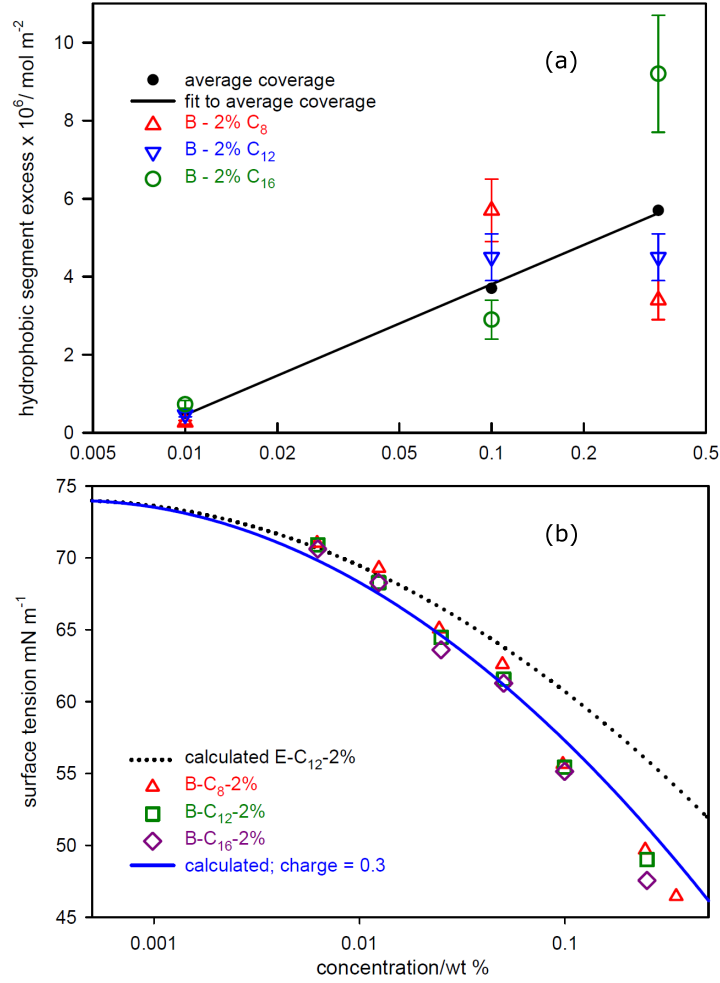 10
8
6
4
2
0
hydrophobic segment excess x 10⁶/ mol m⁻²
(a)
average coverage
fit to average coverage
B - 2% C₈
B - 2% C₁₂
B - 2% C₁₆
0.005 0.01 0.02 0.05 0.1 0.2 0.5
75
70
65
60
55
50
45
surface tension mN m⁻¹
(b)
calculated E-C₁₂-2%
B-C₈-2%
B-C₁₂-2%
B-C₁₆-2%
calculated; charge = 0.3
0.001 0.01 0.1
concentration/wt %